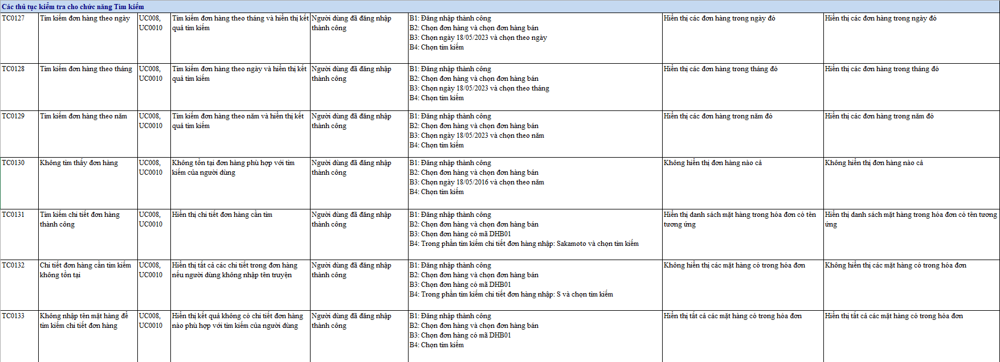 Các thủ tục kiểm tra cho chức năng Tìm kiếm
TC0127
Tìm kiếm đơn hàng theo ngày
UC008,
UC0010
Tìm kiếm đơn hàng theo tháng và hiển thị kết
quả tìm kiếm
Người dùng đã đăng nhập
thành công
B1: Đăng nhập thành công
B2: Chọn đơn hàng và chọn đơn hàng bán
B3: Chọn ngày 18/05/2023 và chọn theo ngày
B4: Chọn tìm kiếm
Hiển thị các đơn hàng trong ngày đó
Hiển thị các đơn hàng trong ngày đó
TC0128
Tìm kiếm đơn hàng theo tháng
UC008,
UC0010
Tìm kiếm đơn hàng theo ngày và hiển thị kết
quả tìm kiếm
Người dùng đã đăng nhập
thành công
B1: Đăng nhập thành công
B2: Chọn đơn hàng và chọn đơn hàng bán
B3: Chọn ngày 18/05/2023 và chọn theo tháng
B4: Chọn tìm kiếm
Hiển thị các đơn hàng trong tháng đó
Hiển thị các đơn hàng trong tháng đó
TC0129
Tìm kiếm đơn hàng theo năm
UC008,
UC0010
Tìm kiếm đơn hàng theo năm và hiển thị kết
quả tìm kiếm
Người dùng đã đăng nhập
thành công
B1: Đăng nhập thành công
B2: Chọn đơn hàng và chọn đơn hàng bán
B3: Chọn ngày 18/05/2023 và chọn theo năm
B4: Chọn tìm kiếm
Hiển thị các đơn hàng trong năm đó
Hiển thị các đơn hàng trong năm đó
TC0130
Không tìm thấy đơn hàng
UC008,
UC0010
Không tồn tại đơn hàng phù hợp với tìm
kiếm của người dùng
Người dùng đã đăng nhập
thành công
B1: Đăng nhập thành công
B2: Chọn đơn hàng và chọn đơn hàng bán
B3: Chọn ngày 18/05/2016 và chọn theo năm
B4: Chọn tìm kiếm
Không hiển thị đơn hàng nào cả
Không hiển thị đơn hàng nào cả
TC0131
Tìm kiếm chi tiết đơn hàng
thành công
UC008,
UC0010
Hiển thị chi tiết đơn hàng cần tìm
Người dùng đã đăng nhập
thành công
B1: Đăng nhập thành công
B2: Chọn đơn hàng và chọn đơn hàng bán
B3: Chọn đơn hàng có mã DHB01
B4: Trong phần tìm kiếm chi tiết đơn hàng nhập: Sakamoto và chọn tìm kiếm
Hiển thị danh sách mặt hàng trong hóa đơn có tên
tương ứng
Hiển thị danh sách mặt hàng trong hóa đơn có tên tương
ứng
TC0132
Chi tiết đơn hàng cần tìm kiếm
không tồn tại
UC008,
UC0010
Hiển thị tất cả các chi tiết trong đơn hàng
nếu người dùng không nhập tên truyện
Người dùng đã đăng nhập
thành công
B1: Đăng nhập thành công
B2: Chọn đơn hàng và chọn đơn hàng bán
B3: Chọn đơn hàng có mã DHB01
B4: Trong phần tìm kiếm chi tiết đơn hàng nhập: S và chọn tìm kiếm
Không hiển thị các mặt hàng có trong hóa đơn
Không hiển thị các mặt hàng có trong hóa đơn
TC0133
Không nhập tên mặt hàng để
tìm kiếm chi tiết đơn hàng
UC008,
UC0010
Hiển thị kết quả không có chi tiết đơn hàng
nào phù hợp với tìm kiếm của người dùng
Người dùng đã đăng nhập
thành công
B1: Đăng nhập thành công
B2: Chọn đơn hàng và chọn đơn hàng bán
B3: Chọn đơn hàng có mã DHB01
B4: Chọn tìm kiếm
Hiển thị tất cả các mặt hàng có trong hóa đơn
Hiển thị tất cả các mặt hàng có trong hóa đơn